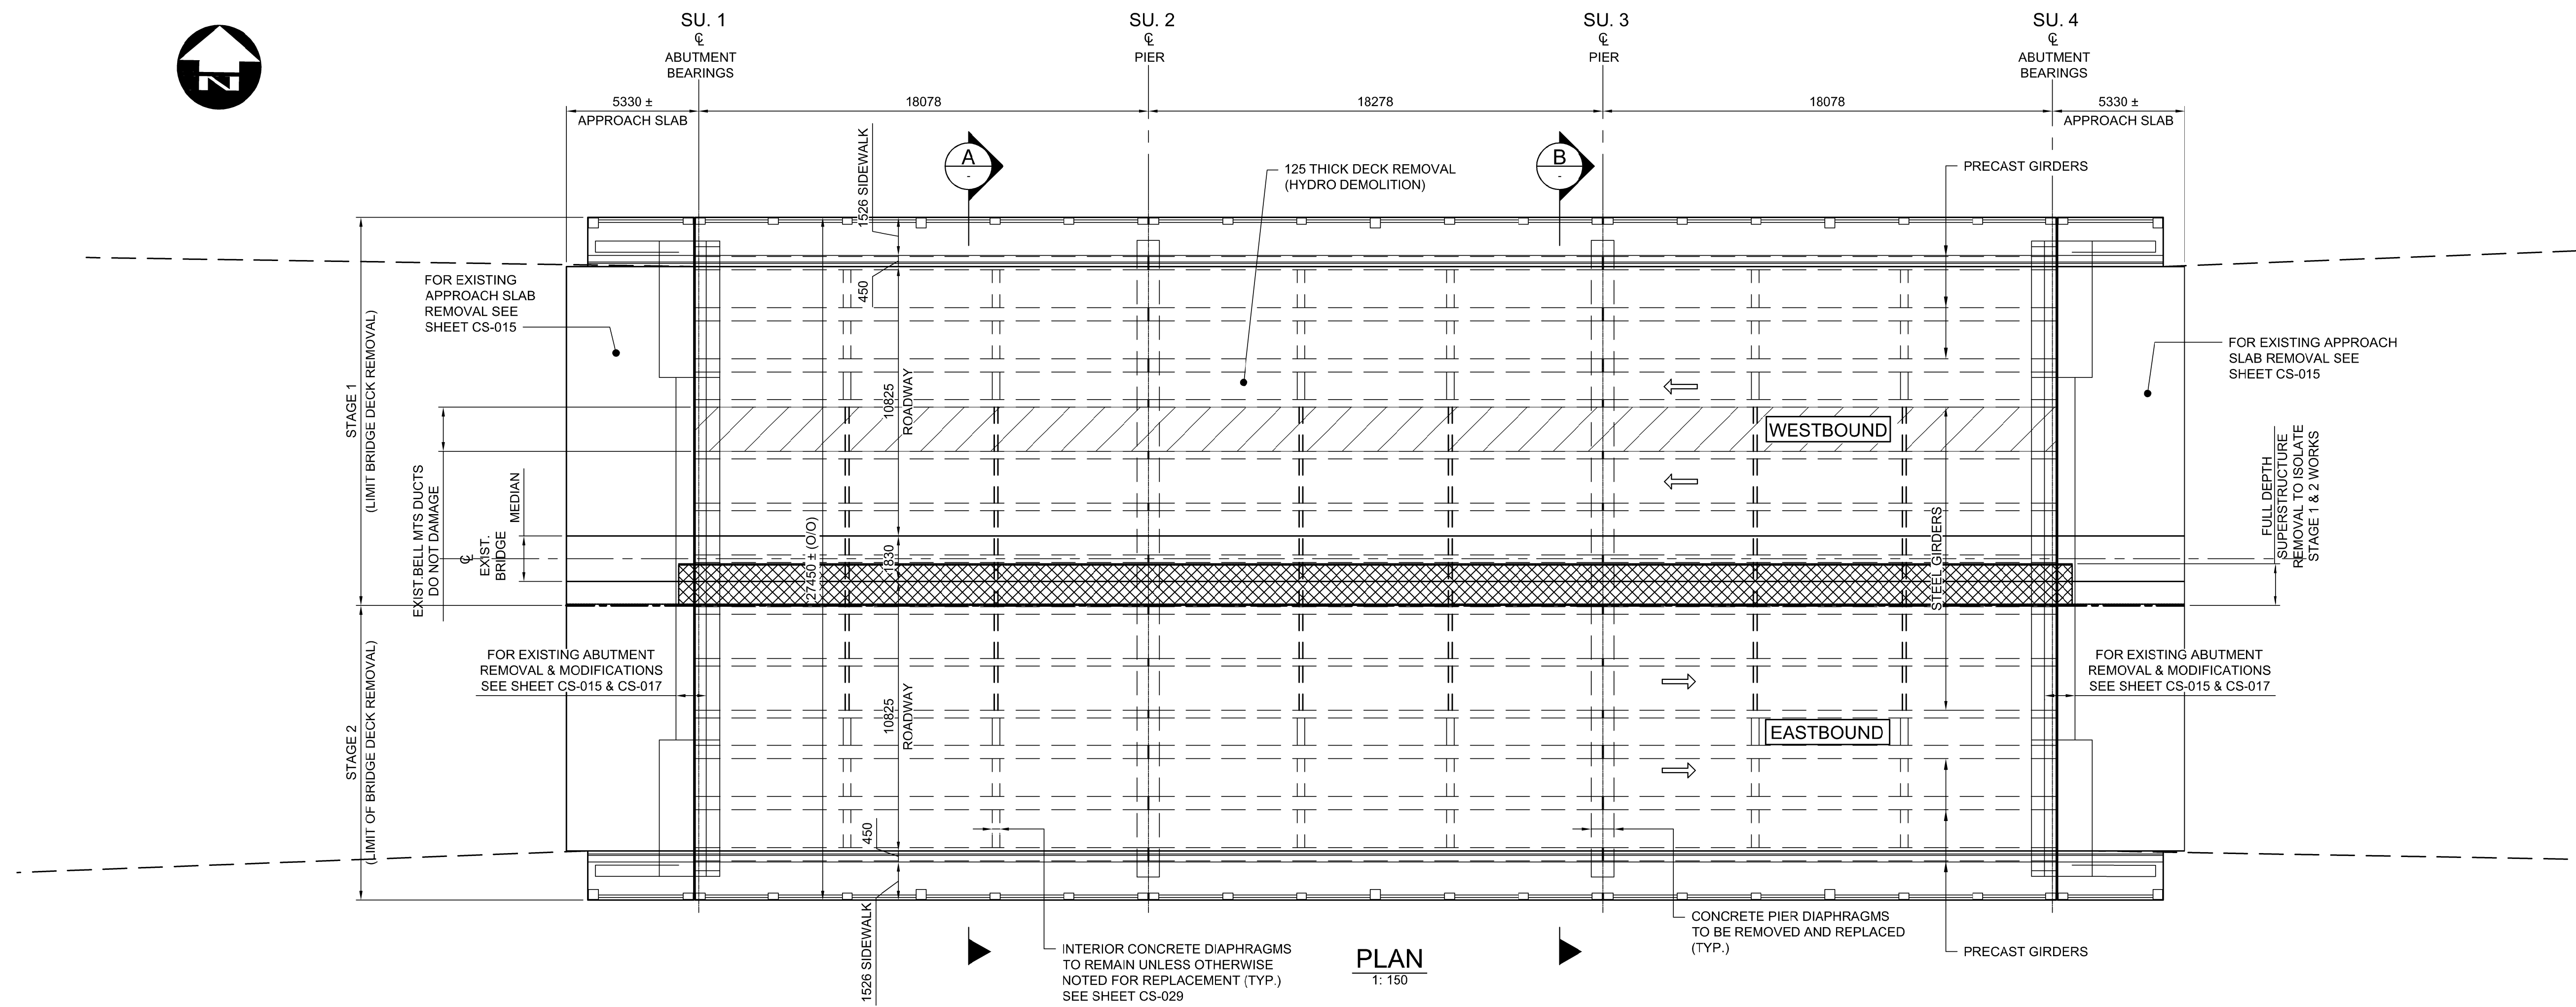 SU. 1
℄
ABUTMENT
BEARINGS
SU. 2
℄
PIER
SU. 3
℄
PIER
SU. 4
℄
ABUTMENT
BEARINGS
N
5330 ±
APPROACH SLAB
18078
18278
18078
5330 ±
APPROACH SLAB
A
-
B
-
1526 SIDEWALK
125 THICK DECK REMOVAL
(HYDRO DEMOLITION)
PRECAST GIRDERS
FOR EXISTING
APPROACH SLAB
REMOVAL SEE
SHEET CS-015
450
STAGE 1
(LIMIT BRIDGE DECK REMOVAL)
10825
ROADWAY
FOR EXISTING APPROACH
SLAB REMOVAL SEE
SHEET CS-015
WESTBOUND
EXIST.BELL MTS DUCTS
DO NOT DAMAGE
℄
EXIST.
BRIDGE
MEDIAN
27450 ± (O/O)
1830
STEEL GIRDERS
FULL DEPTH
SUPERSTRUCTURE
REMOVAL TO ISOLATE
STAGE 1 & 2 WORKS
FOR EXISTING ABUTMENT
REMOVAL & MODIFICATIONS
SEE SHEET CS-015 & CS-017
FOR EXISTING ABUTMENT
REMOVAL & MODIFICATIONS
SEE SHEET CS-015 & CS-017
STAGE 2
(LIMIT OF BRIDGE DECK REMOVAL)
10825
ROADWAY
EASTBOUND
450
1526 SIDEWALK
INTERIOR CONCRETE DIAPHRAGMS
TO REMAIN UNLESS OTHERWISE
NOTED FOR REPLACEMENT (TYP.)
SEE SHEET CS-029
PLAN
1: 150
CONCRETE PIER DIAPHRAGMS
TO BE REMOVED AND REPLACED
(TYP.)
PRECAST GIRDERS